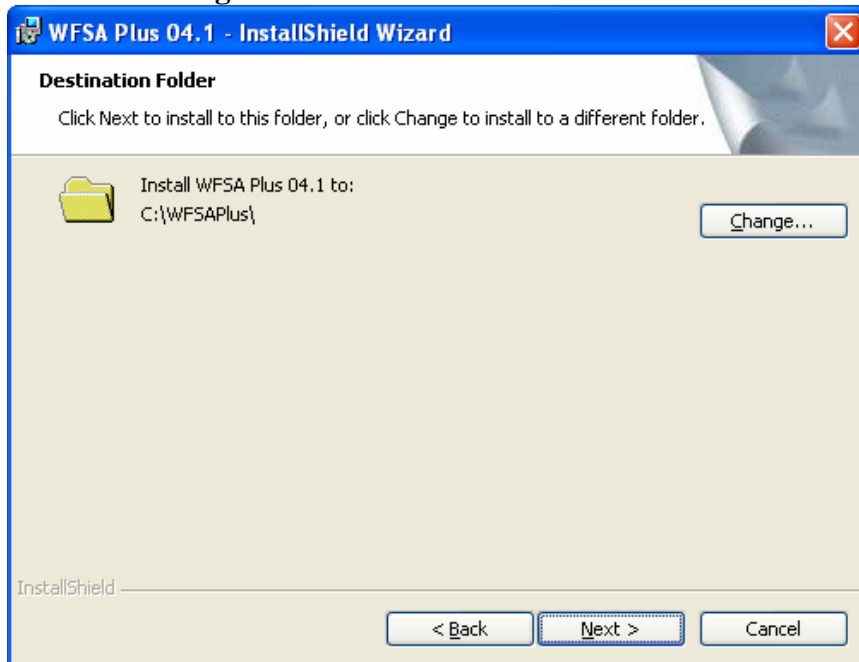 WFSA Plus 04.1 - InstallShield Wizard
Destination Folder
Click Next to install to this folder, or click Change to install to a different folder.
Install WFSA Plus 04.1 to:
C:\WFSAPlus\
Change...
InstallShield
< Back Next > Cancel